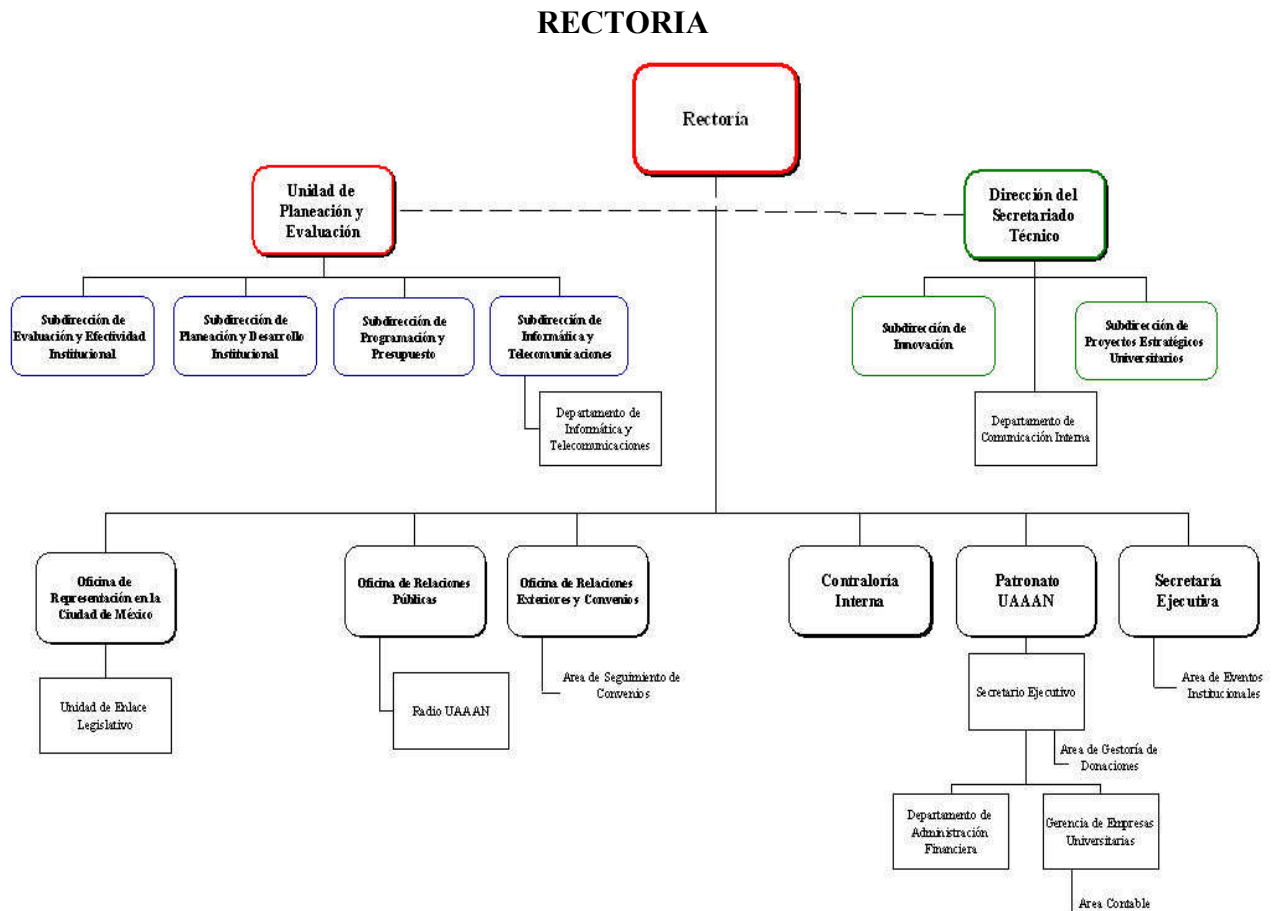 RECTORIA
Rectoría
Unidad de
Planeación y
Evaluación
Dirección del
Secretariado
Técnico
Subdirección de
Evaluación y Efectividad
Institucional
Subdirección de
Planeación y Desarrollo
Institucional
Subdirección de
Programación y
Presupuesto
Subdirección de
Informática y
Telecomunicaciones
Subdirección de
Innovación
Subdirección de
Proyectos Estratégicos
Universitarios
Departamento de
Informática y
Telecomunicaciones
Departamento de
Comunicación Interna
Oficina de
Representación en la
Ciudad de México
Oficina de Relaciones
Públicas
Oficina de Relaciones
Exteriores y Convenios
Contraloría
Interna
Patronato
UAAAN
Secretaría
Ejecutiva
Unidad de Enlace
Legislativo
Radio UAAAN
Area de Seguimiento de
Convenios
Secretario Ejecutivo
Area de Eventos
Institucionales
Area de Gestoría de
Donaciones
Departamento de
Administración
Financiera
Gerencia de Empresas
Universitarias
Area Contable